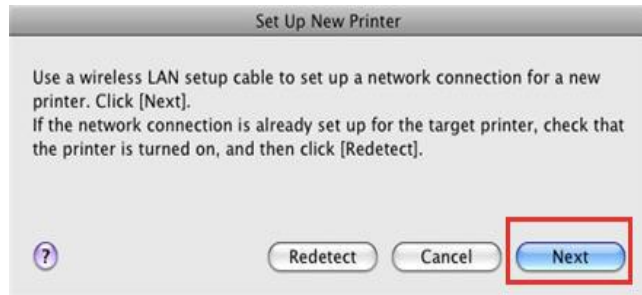 Set Up New Printer
Use a wireless LAN setup cable to set up a network connection for a new
printer. Click [Next].
If the network connection is already set up for the target printer, check that
the printer is turned on, and then click [Redetect].
? Redetect Cancel Next